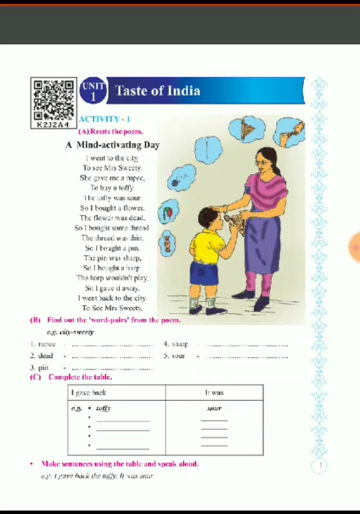 UNIT
1
Taste of India
K2J2A4
ACTIVITY - 1
(A) Recite the poem.
A Mind-activating Day
I went to the city,
To see Mrs Sweety.
She gave me a rupee,
To buy a toffy.
The toffy was sour,
So I bought a flower.
The flower was dead,
So I bought some thread
The thread was thin,
So I bought a pin.
The pin was sharp,
So I bought a harp
The harp wouldn't play,
So I gave it away.
I went back to the city.
To See Mrs Sweety.
(B) Find out the 'word-pairs' from the poem.
e.g. city-sweety
1. rupee -
4. sharp -
2. dead -
5. sour -
3. pin -
(C) Complete the table.
I gave back
It was
e.g. • toffy
sour
• Make sentences using the table and speak aloud.
e.g. I gave back the toffy. It was sour
1